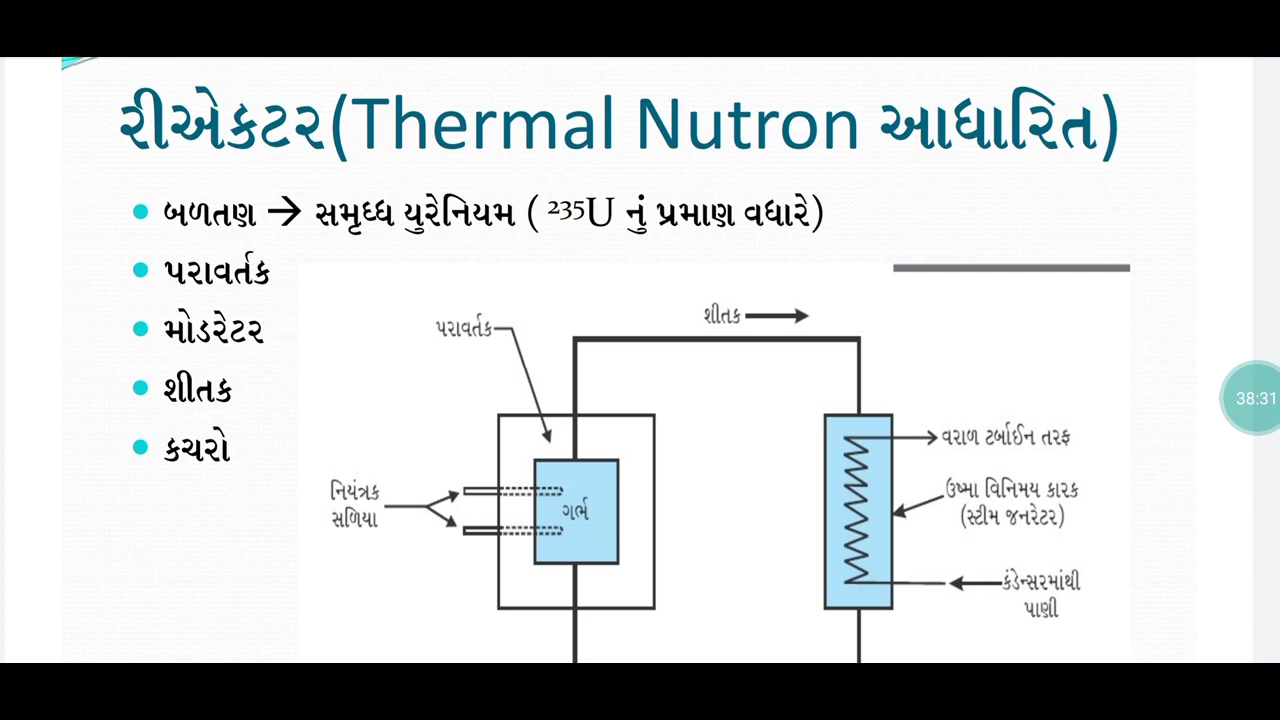 રીએકટર(Thermal Nutron આધારિત)
બળતણ → સમૃધ્ધ યુરેનિયમ ( ²³⁵U નું પ્રમાણ વધારે)
પરાવર્તક
મોડરેટર
શીતક
કચરો
શીતક
પરાવર્તક
વરાળ ટર્બાઈન તરફ
નિયંત્રક
સળિયા
ગર્ભ
ઉષ્મા વિનિમય કારક
(સ્ટીમ જનરેટર)
કંડેન્સરમાંથી
પાણી
38:31